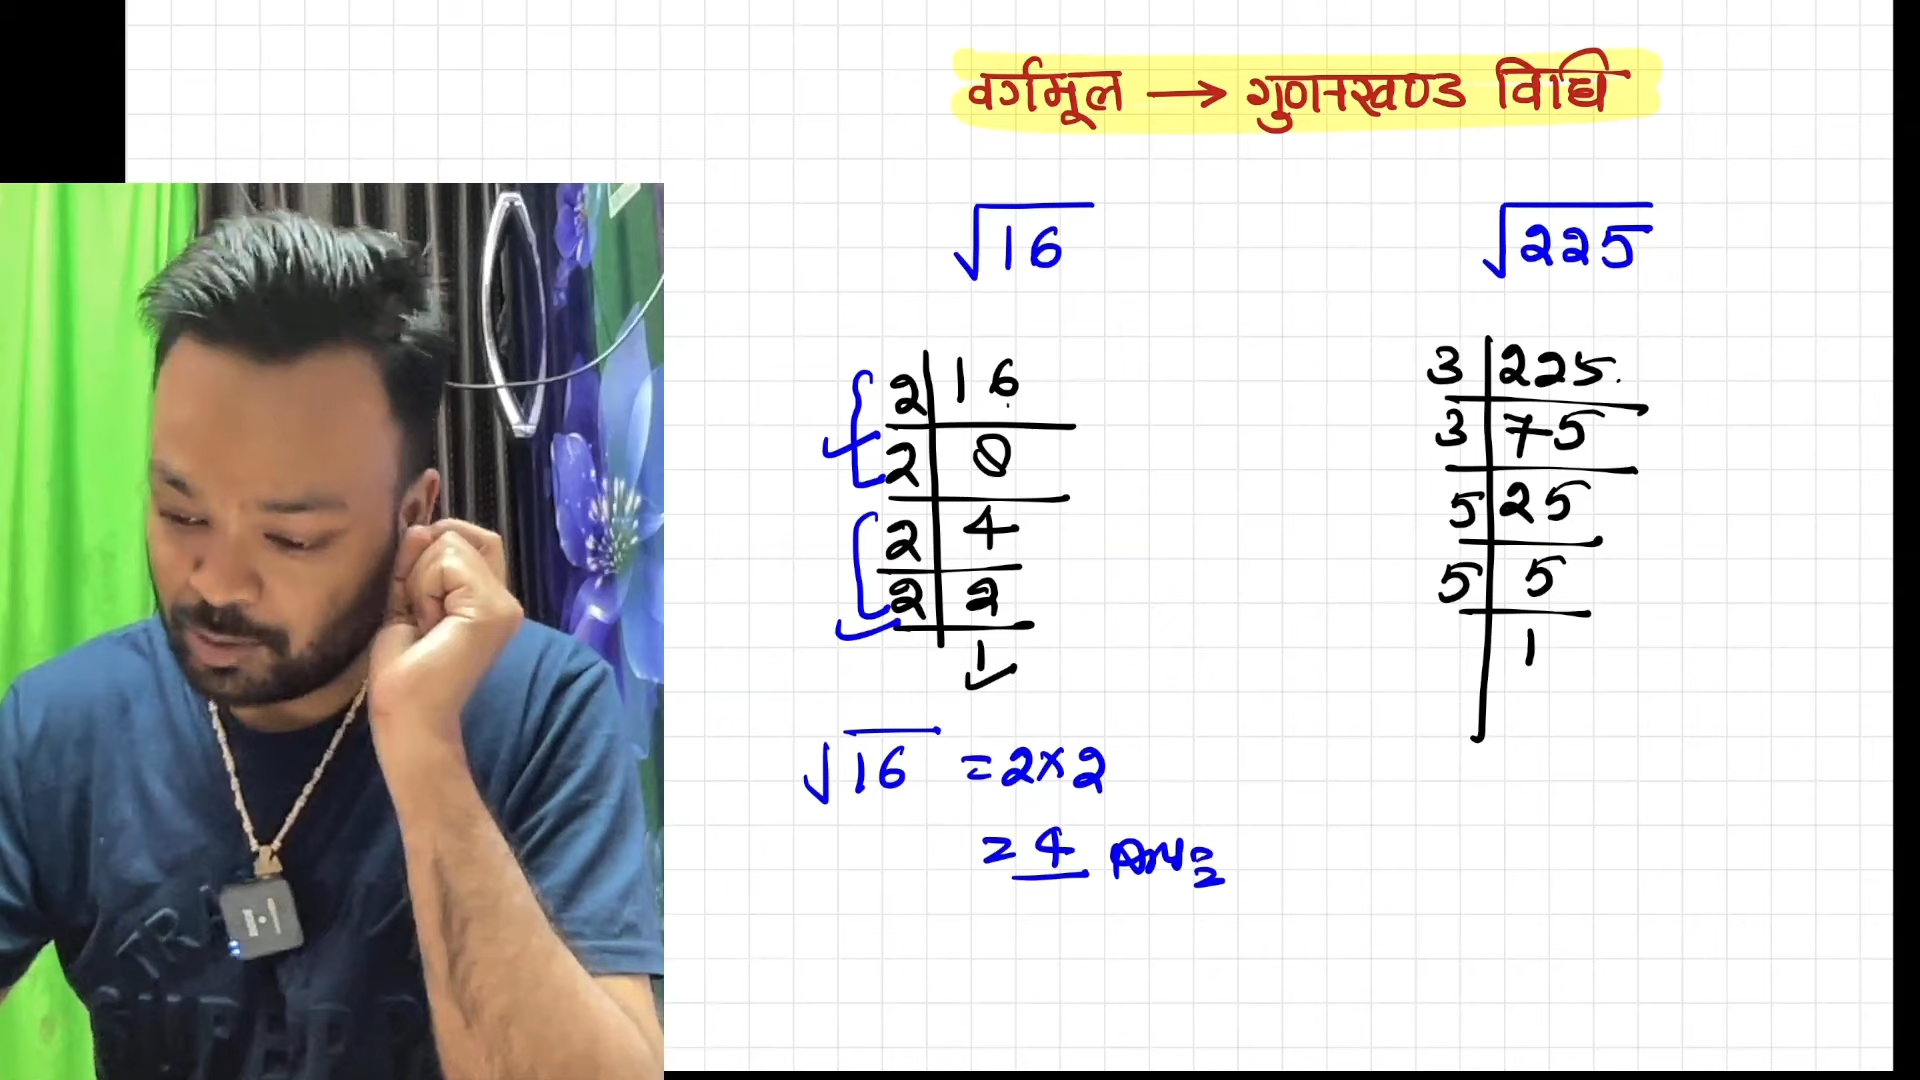 वर्गमूल → गुणनखण्ड विधि
√16
2 | 16
2 | 8
2 | 4
2 | 2
1
√16 = 2×2
= 4 Ans
√225
3 | 225
3 | 75
5 | 25
5 | 5
1